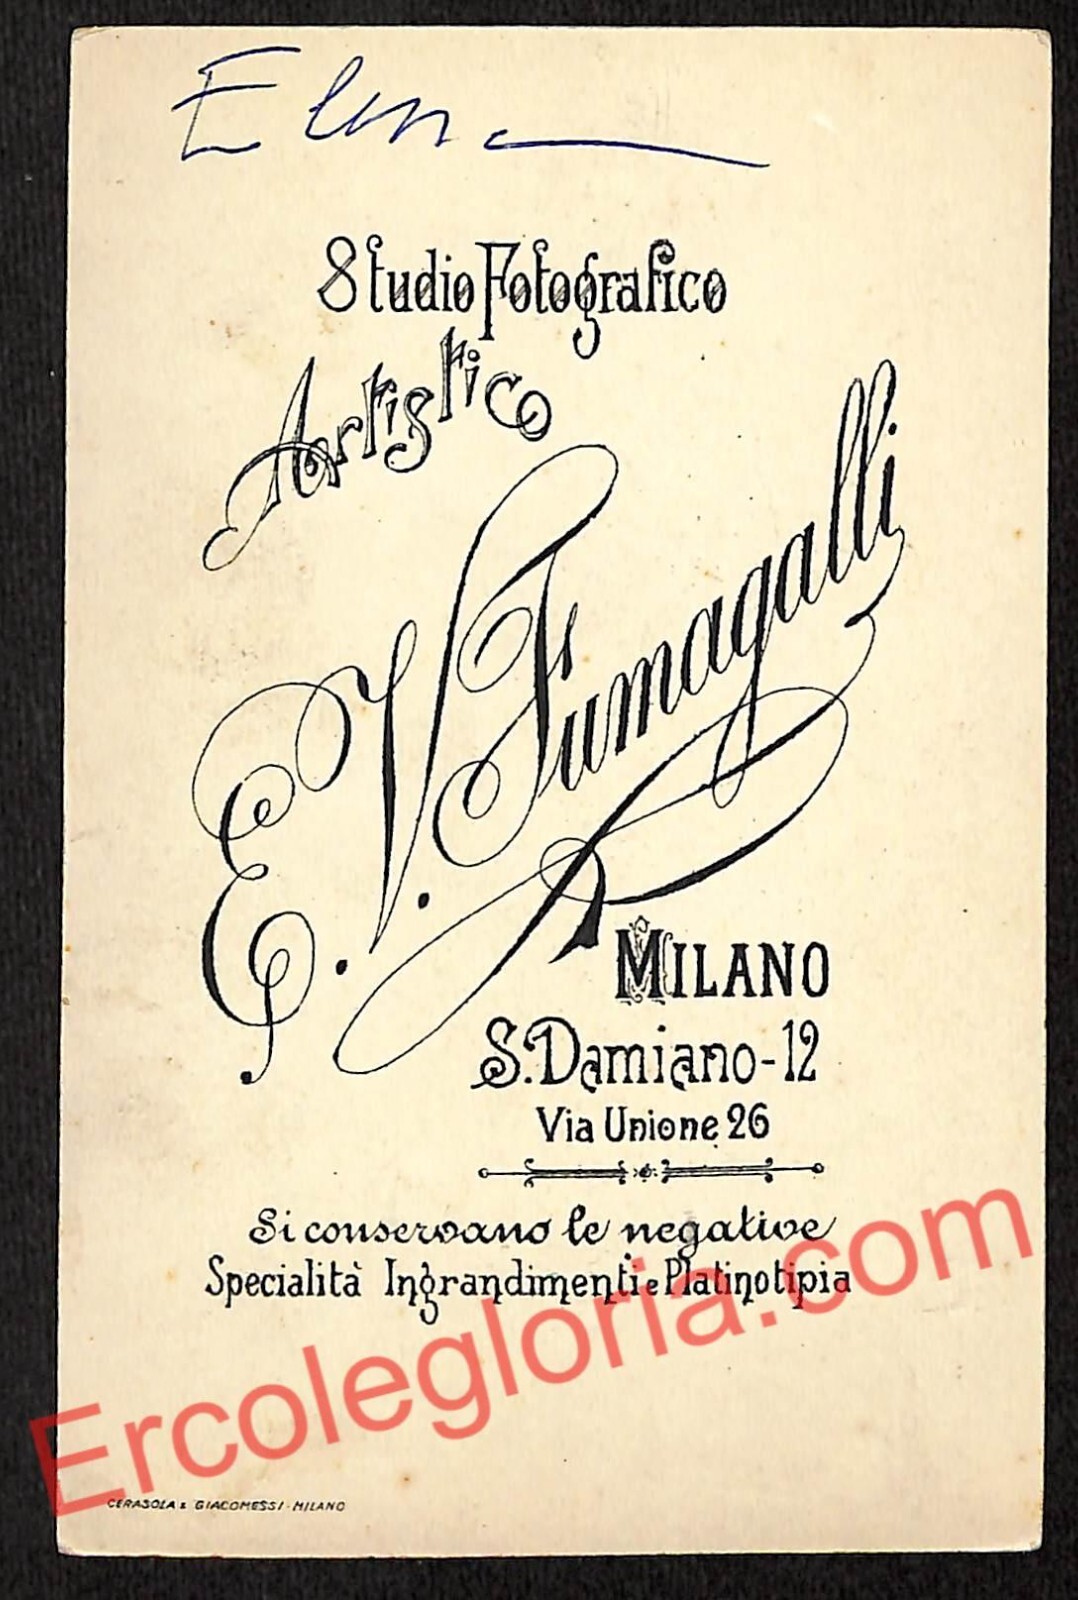 Elena
Studio Fotografico
Artistico
E. V. Fumagalli
MILANO
S. Damiano-12
Via Unione 26
Si conservano le negative
Specialità Ingrandimenti e Platinotipia
Ercolegloria.com
CERASOLA & GIACOMESSI - MILANO